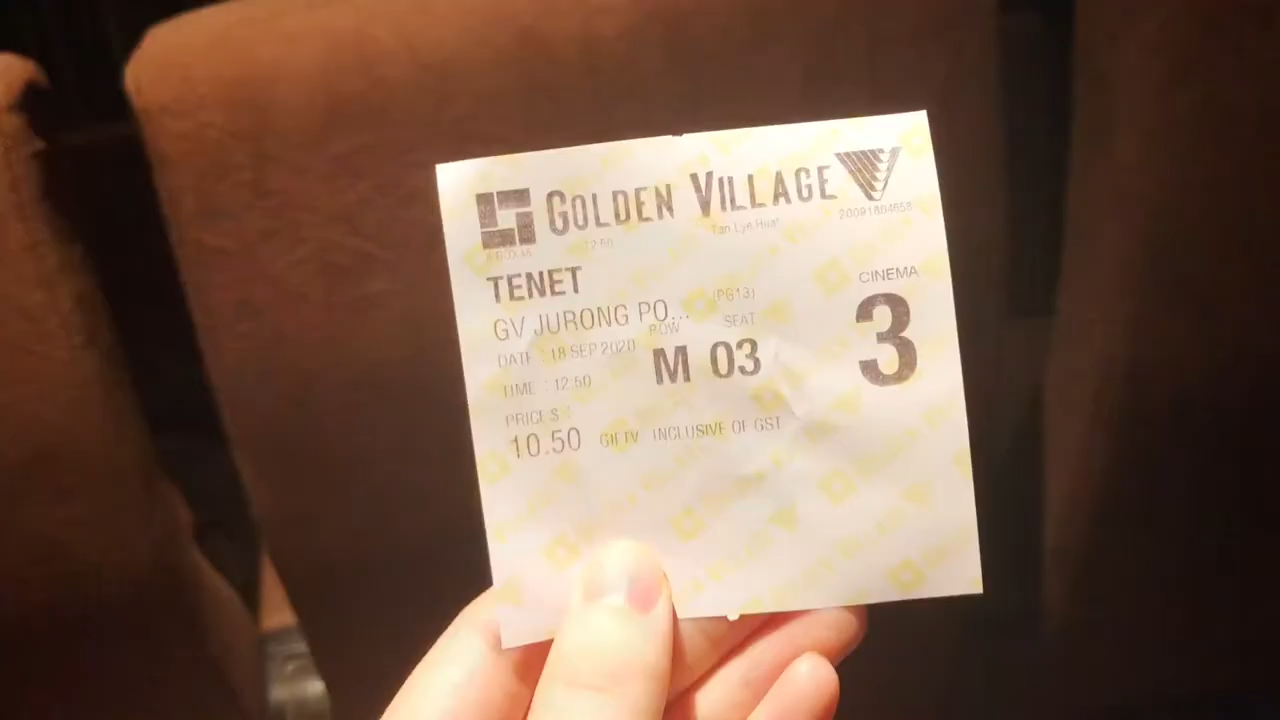 GOLDEN VILLAGE
20091804658
12:50 Tan Lye Huat
TENET
GV JURONG PO... (PG13)
CINEMA
3
ROW SEAT
M 03
DATE : 18 SEP 2020
TIME : 12:50
PRICE $ :
10.50 GIFTV INCLUSIVE OF GST